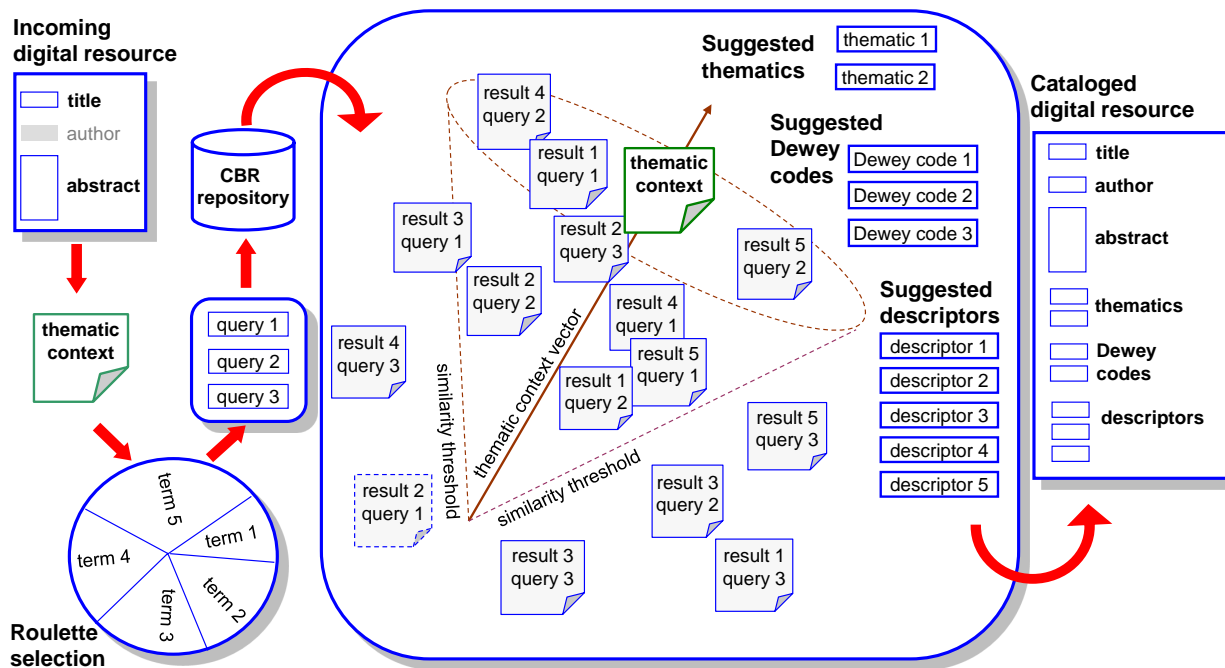 Incoming
digital resource
title
author
abstract
thematic
context
term 5
term 1
term 4
term 2
term 3
Roulette
selection
query 1
query 2
query 3
CBR
repository
result 4
query 2
result 1
query 1
result 3
query 1
result 2
query 3
result 2
query 2
result 5
query 2
result 4
query 1
result 4
query 3
result 5
query 1
result 1
query 2
result 5
query 3
result 2
query 1
result 3
query 2
result 3
query 3
result 1
query 3
thematic
context
similarity threshold
thematic context vector
similarity threshold
Suggested
thematics
thematic 1
thematic 2
Suggested
Dewey
codes
Dewey code 1
Dewey code 2
Dewey code 3
Suggested
descriptors
descriptor 1
descriptor 2
descriptor 3
descriptor 4
descriptor 5
Cataloged
digital resource
title
author
abstract
thematics
Dewey
codes
descriptors